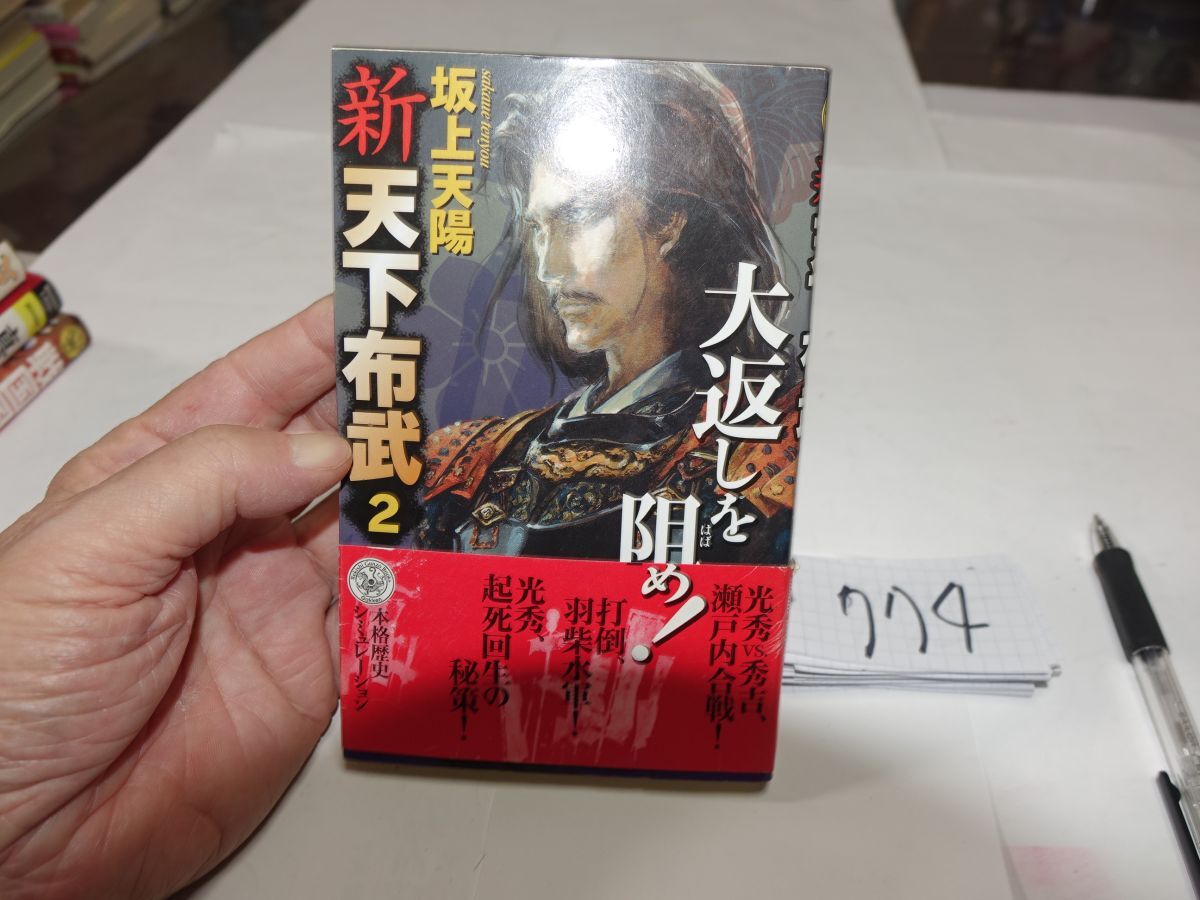 新
天下布武
2
坂上天陽
sakaue tenyou
大返しを
阻め!
はば
光秀vs.秀吉、
瀬戸内合戦!
打倒、
羽柴水軍!
光秀、
起死回生の
秘策!
本格歴史
シミュレーション
774